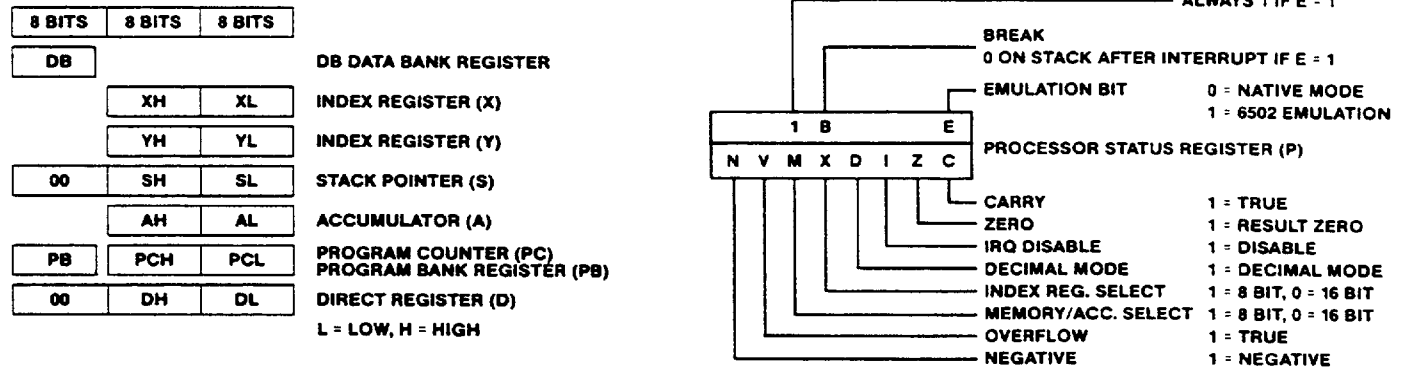 8 BITS 8 BITS 8 BITS
DB DB DATA BANK REGISTER
XH XL INDEX REGISTER (X)
YH YL INDEX REGISTER (Y)
00 SH SL STACK POINTER (S)
AH AL ACCUMULATOR (A)
PB PCH PCL PROGRAM COUNTER (PC)
PROGRAM BANK REGISTER (PB)
00 DH DL DIRECT REGISTER (D)
L = LOW, H = HIGH
ALWAYS 1 IF E = 1
BREAK
0 ON STACK AFTER INTERRUPT IF E = 1
EMULATION BIT 0 = NATIVE MODE
1 = 6502 EMULATION
1 B E
PROCESSOR STATUS REGISTER (P)
N V M X D I Z C
CARRY 1 = TRUE
ZERO 1 = RESULT ZERO
IRQ DISABLE 1 = DISABLE
DECIMAL MODE 1 = DECIMAL MODE
INDEX REG. SELECT 1 = 8 BIT, 0 = 16 BIT
MEMORY/ACC. SELECT 1 = 8 BIT, 0 = 16 BIT
OVERFLOW 1 = TRUE
NEGATIVE 1 = NEGATIVE